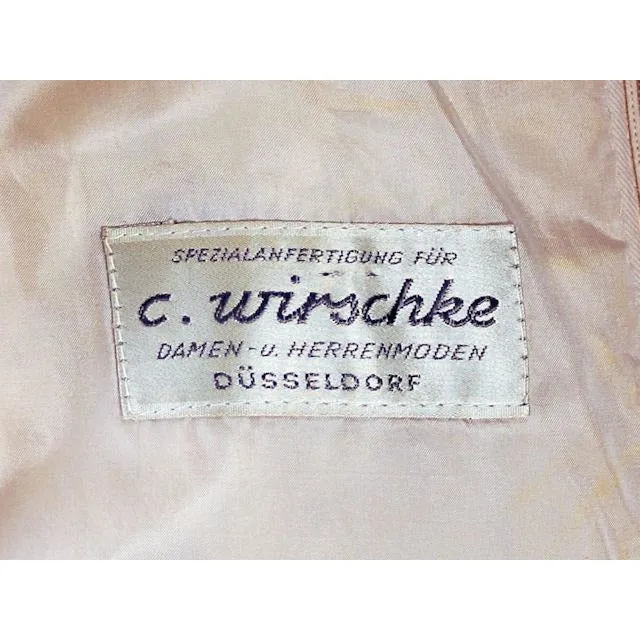 SPEZIALANFERTIGUNG FÜR
c. wirschke
DAMEN- U. HERRENMODEN
DÜSSELDORF